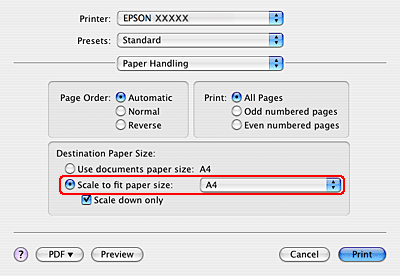 Printer: EPSON XXXXX
Presets: Standard
Paper Handling
Page Order: Automatic
Normal
Reverse
Print: All Pages
Odd numbered pages
Even numbered pages
Destination Paper Size:
Use documents paper size: A4
Scale to fit paper size: A4
Scale down only
? PDF ▼ Preview Cancel Print